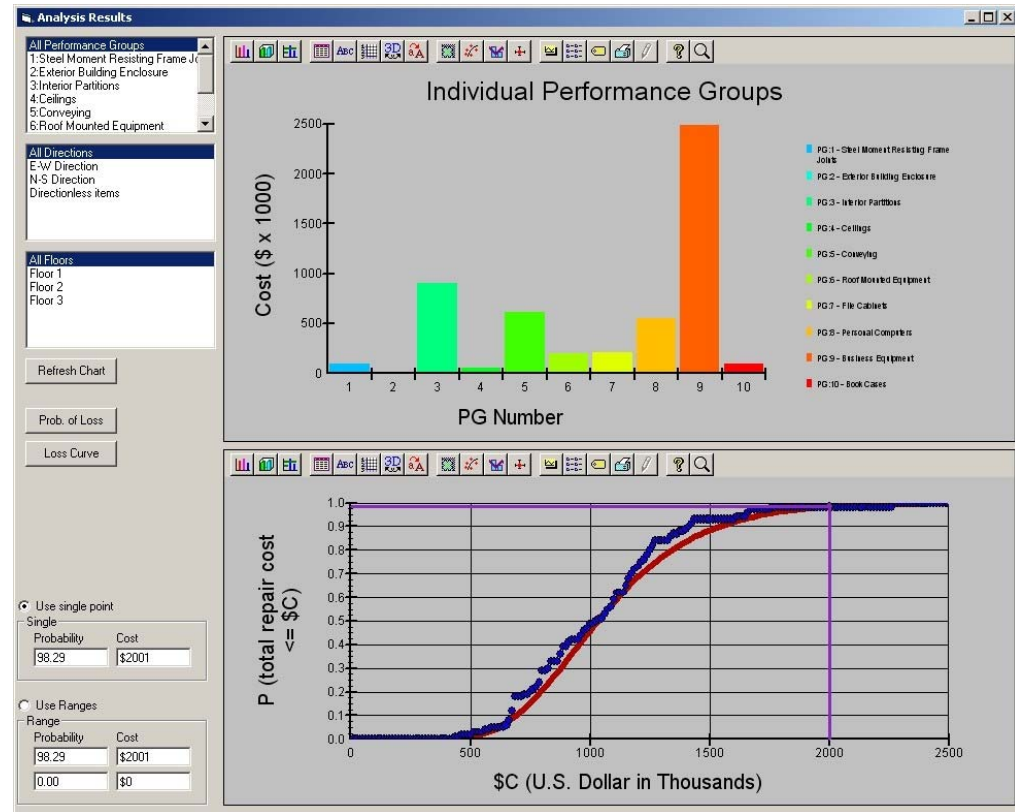 Analysis Results
All Performance Groups
1:Steel Moment Resisting Frame Jo
2:Exterior Building Enclosure
3:Interior Partitions
4:Ceilings
5:Conveying
6:Roof Mounted Equipment
All Directions
E-W Direction
N-S Direction
Directionless items
All Floors
Floor 1
Floor 2
Floor 3
Refresh Chart
Prob. of Loss
Loss Curve
Use single point
Single
Probability Cost
98.29 $2001
Use Ranges
Range
Probability Cost
98.29 $2001
0.00 $0
ABC 3D ?
Individual Performance Groups
Cost ($ x 1000)
2500
2000
1500
1000
500
0
1 2 3 4 5 6 7 8 9 10
PG Number
PG:1 - Steel Moment Resisting Frame
Joints
PG:2 - Exterior Building Enclosure
PG:3 - Interior Partitions
PG:4 - Ceilings
PG:5 - Conveying
PG:6 - Roof Mounted Equipment
PG:7 - File Cabinets
PG:8 - Personal Computers
PG:9 - Business Equipment
PG:10 - Book Cases
ABC 3D ?
P (total repair cost
<= $C)
1.0
0.9
0.8
0.7
0.6
0.5
0.4
0.3
0.2
0.1
0.0
0 500 1000 1500 2000 2500
$C (U.S. Dollar in Thousands)